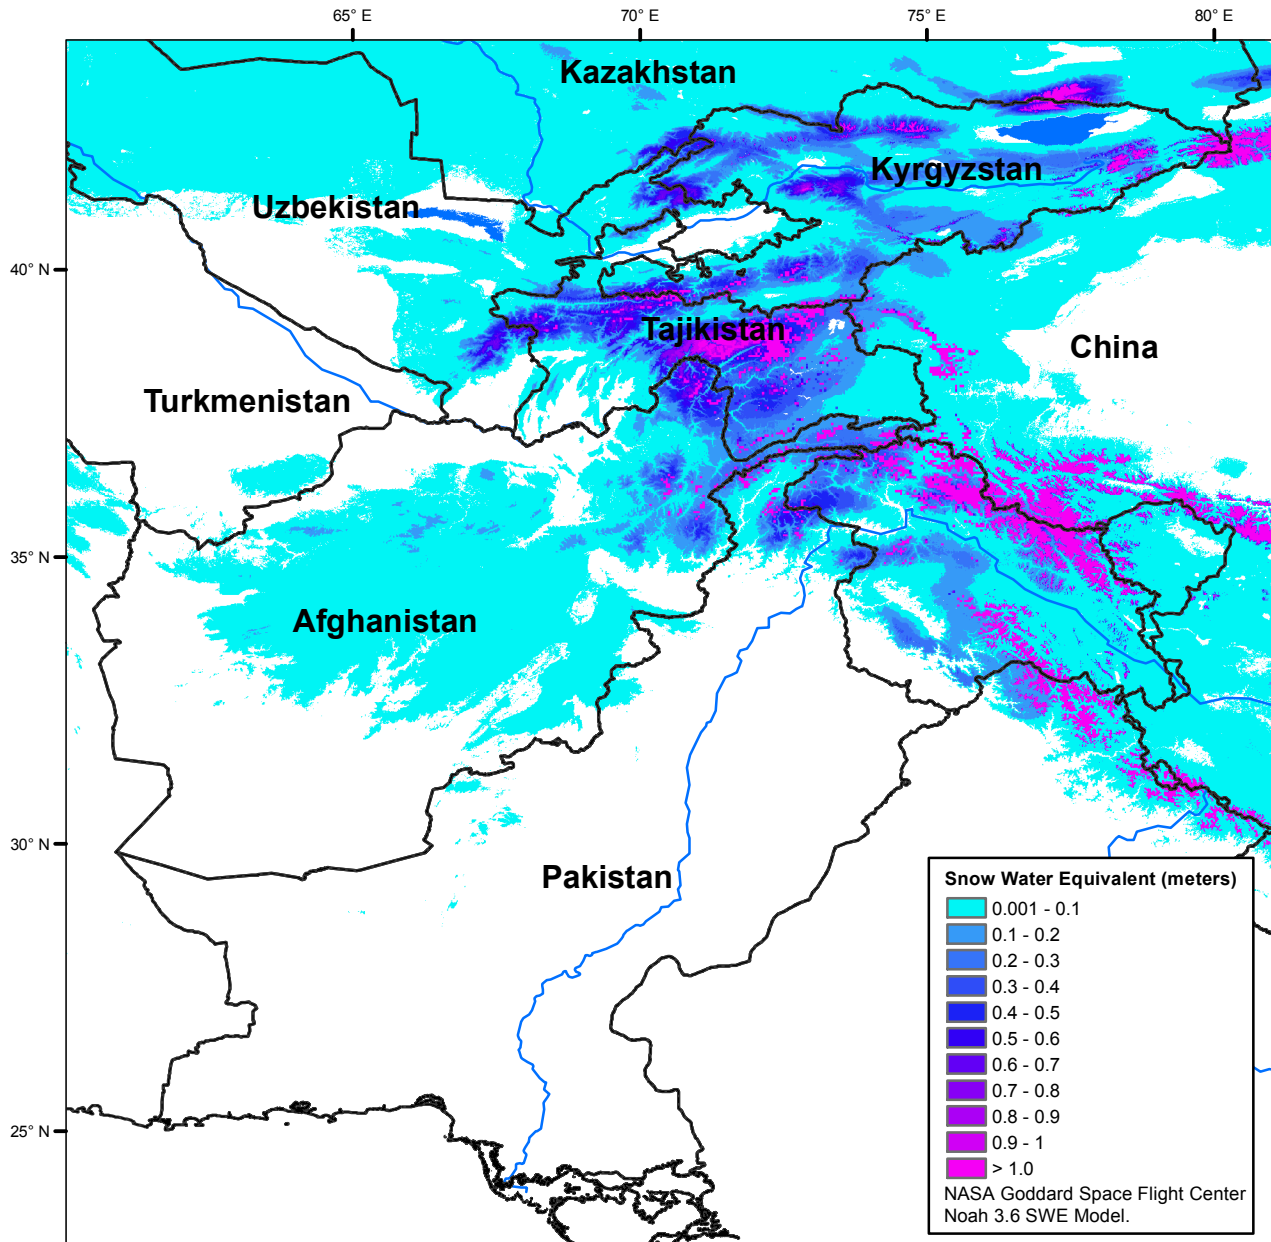 65° E
70° E
75° E
80° E
Kazakhstan
Kyrgyzstan
Uzbekistan
40° N
Tajikistan
China
Turkmenistan
35° N
Afghanistan
30° N
Pakistan
25° N
Snow Water Equivalent (meters)
0.001 - 0.1
0.1 - 0.2
0.2 - 0.3
0.3 - 0.4
0.4 - 0.5
0.5 - 0.6
0.6 - 0.7
0.7 - 0.8
0.8 - 0.9
0.9 - 1
> 1.0
NASA Goddard Space Flight Center
Noah 3.6 SWE Model.